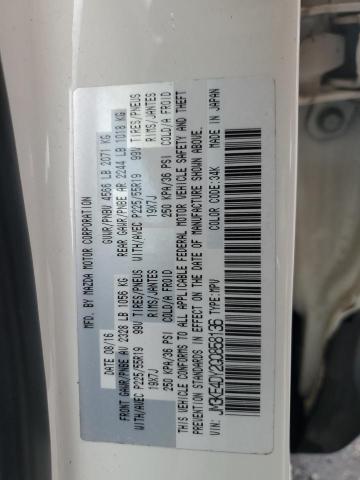 MFD. BY MAZDA MOTOR CORPORATION
DATE 08/16 GVWR/PNBV 4566 LB 2071 KG
FRONT GAWR/PNBE AV 2328 LB 1056 KG REAR GAWR/PNBE AR 2244 LB 1018 KG
WITH/AVEC P225/55R19 99V TIRES/PNEUS WITH/AVEC P225/55R19 99V TIRES/PNEUS
19X7J RIMS/JANTES 19X7J RIMS/JANTES
250 KPA/36 PSI COLD/A FROID 250 KPA/36 PSI COLD/A FROID
THIS VEHICLE CONFORMS TO ALL APPLICABLE FEDERAL MOTOR VEHICLE SAFETY AND THEFT
PREVENTION STANDARDS IN EFFECT ON THE DATE OF MANUFACTURE SHOWN ABOVE.
COLOR CODE:34K MADE IN JAPAN
VIN: TYPE:MPV